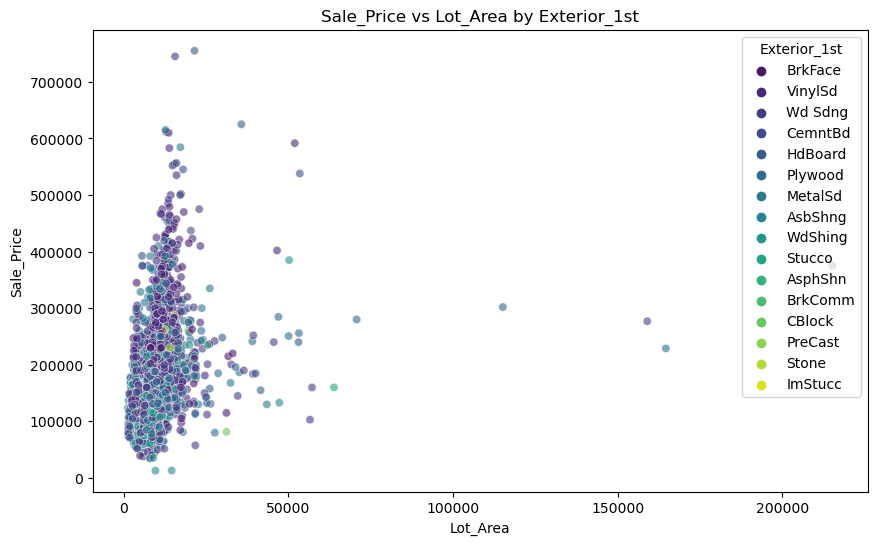 Sale_Price vs Lot_Area by Exterior_1st
Sale_Price
700000
600000
500000
400000
300000
200000
100000
0
0
50000
100000
150000
200000
Lot_Area
Exterior_1st
BrkFace
VinylSd
Wd Sdng
CemntBd
HdBoard
Plywood
MetalSd
AsbShng
WdShing
Stucco
AsphShn
BrkComm
CBlock
PreCast
Stone
ImStucc